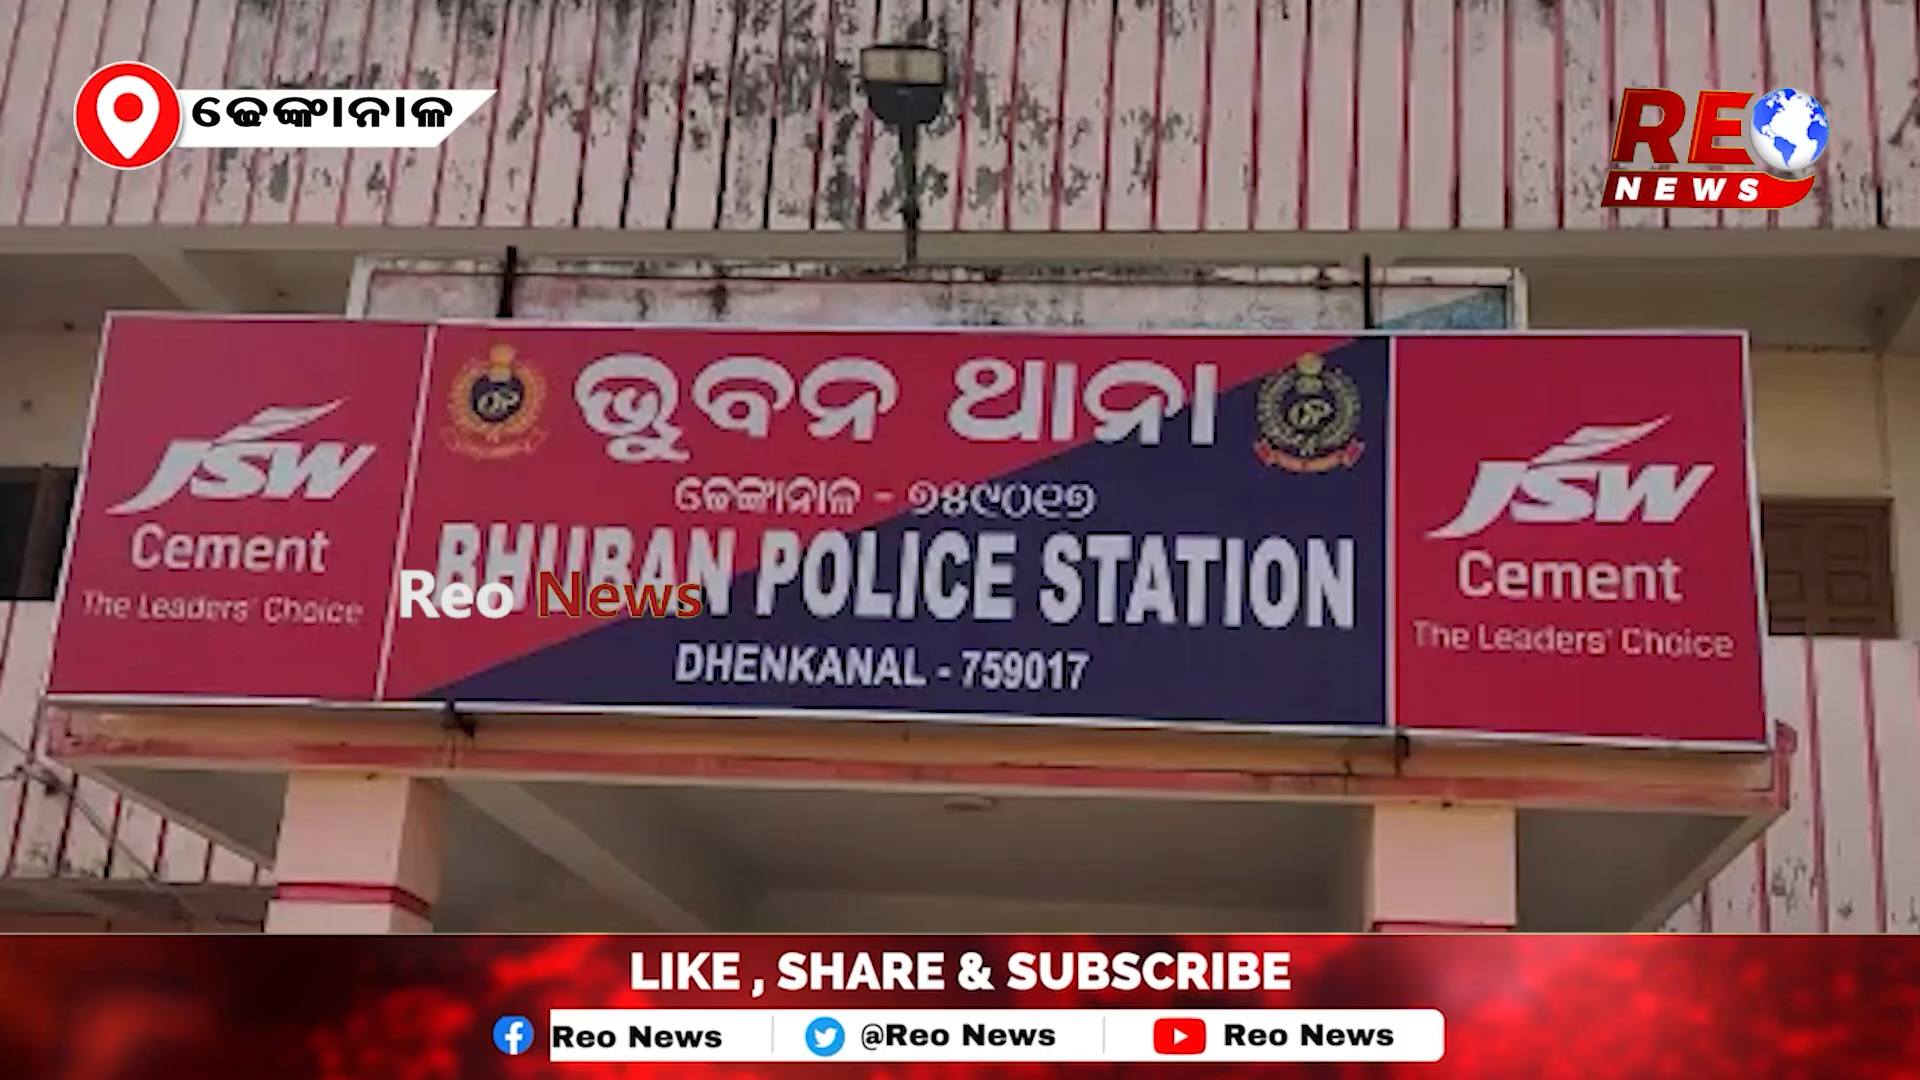 ଢେଙ୍କାନାଳ
REO
NEWS
ଭୁବନ ଥାନା
ଢେଙ୍କାନାଳ - ୭୫୯୦୧୭
BHUBAN POLICE STATION
DHENKANAL - 759017
JSW
Cement
The Leaders' Choice
JSW
Cement
The Leaders' Choice
Reo News
LIKE , SHARE & SUBSCRIBE
Reo News @Reo News Reo News